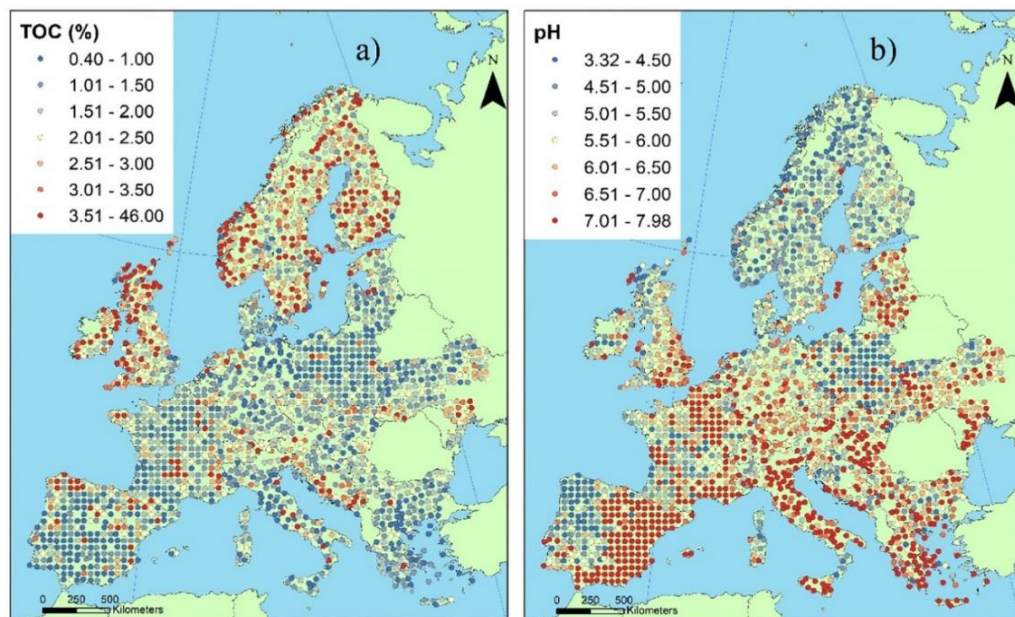 TOC (%)
0.40 - 1.00
1.01 - 1.50
1.51 - 2.00
2.01 - 2.50
2.51 - 3.00
3.01 - 3.50
3.51 - 46.00
a)
N
0 250 500
Kilometers
pH
3.32 - 4.50
4.51 - 5.00
5.01 - 5.50
5.51 - 6.00
6.01 - 6.50
6.51 - 7.00
7.01 - 7.98
b)
N
0 250 500
Kilometers